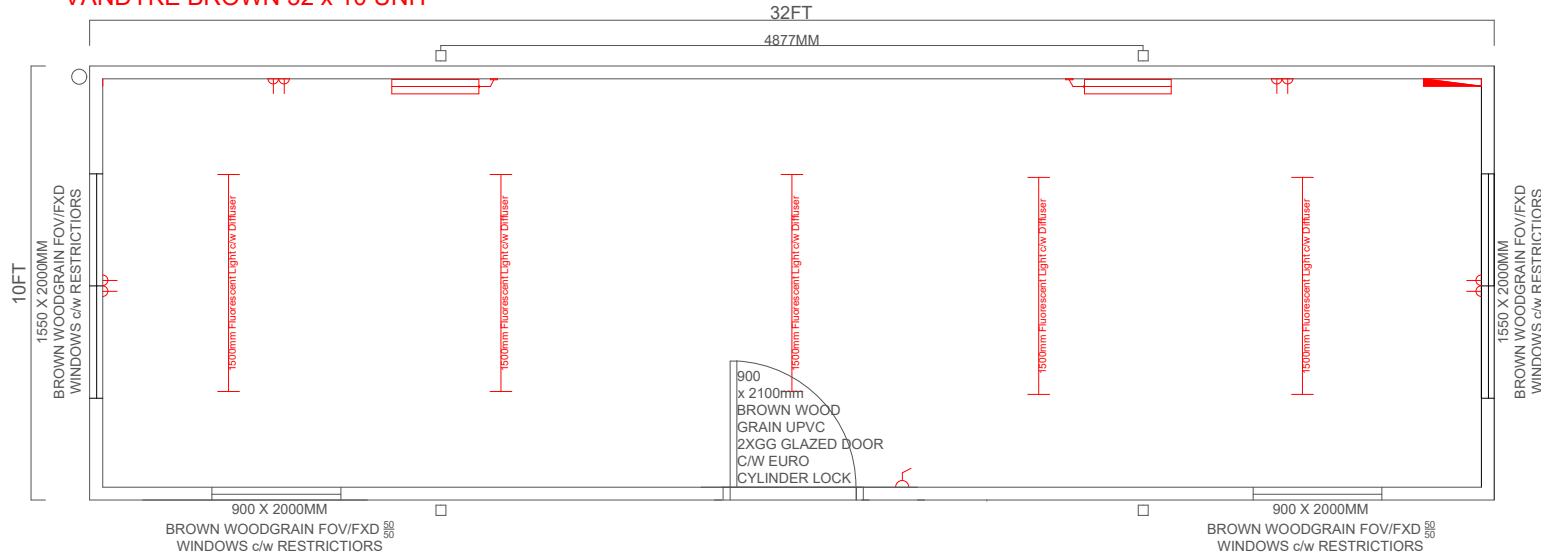 VANDYKE BROWN 32 x 10 UNIT
32FT
4877MM
10FT
1550 X 2000MM
BROWN WOODGRAIN FOV/FXD
WINDOWS c/w RESTRICTIORS
1500mm Fluorescent Light c/w Diffuser
1500mm Fluorescent Light c/w Diffuser
1500mm Fluorescent Light c/w Diffuser
1500mm Fluorescent Light c/w Diffuser
1500mm Fluorescent Light c/w Diffuser
1550 X 2000MM
BROWN WOODGRAIN FOV/FXD
WINDOWS c/w RESTRICTIORS
900
x 2100mm
BROWN WOOD
GRAIN UPVC
2XGG GLAZED DOOR
C/W EURO
CYLINDER LOCK
900 X 2000MM
BROWN WOODGRAIN FOV/FXD 50/50
WINDOWS c/w RESTRICTIORS
900 X 2000MM
BROWN WOODGRAIN FOV/FXD 50/50
WINDOWS c/w RESTRICTIORS